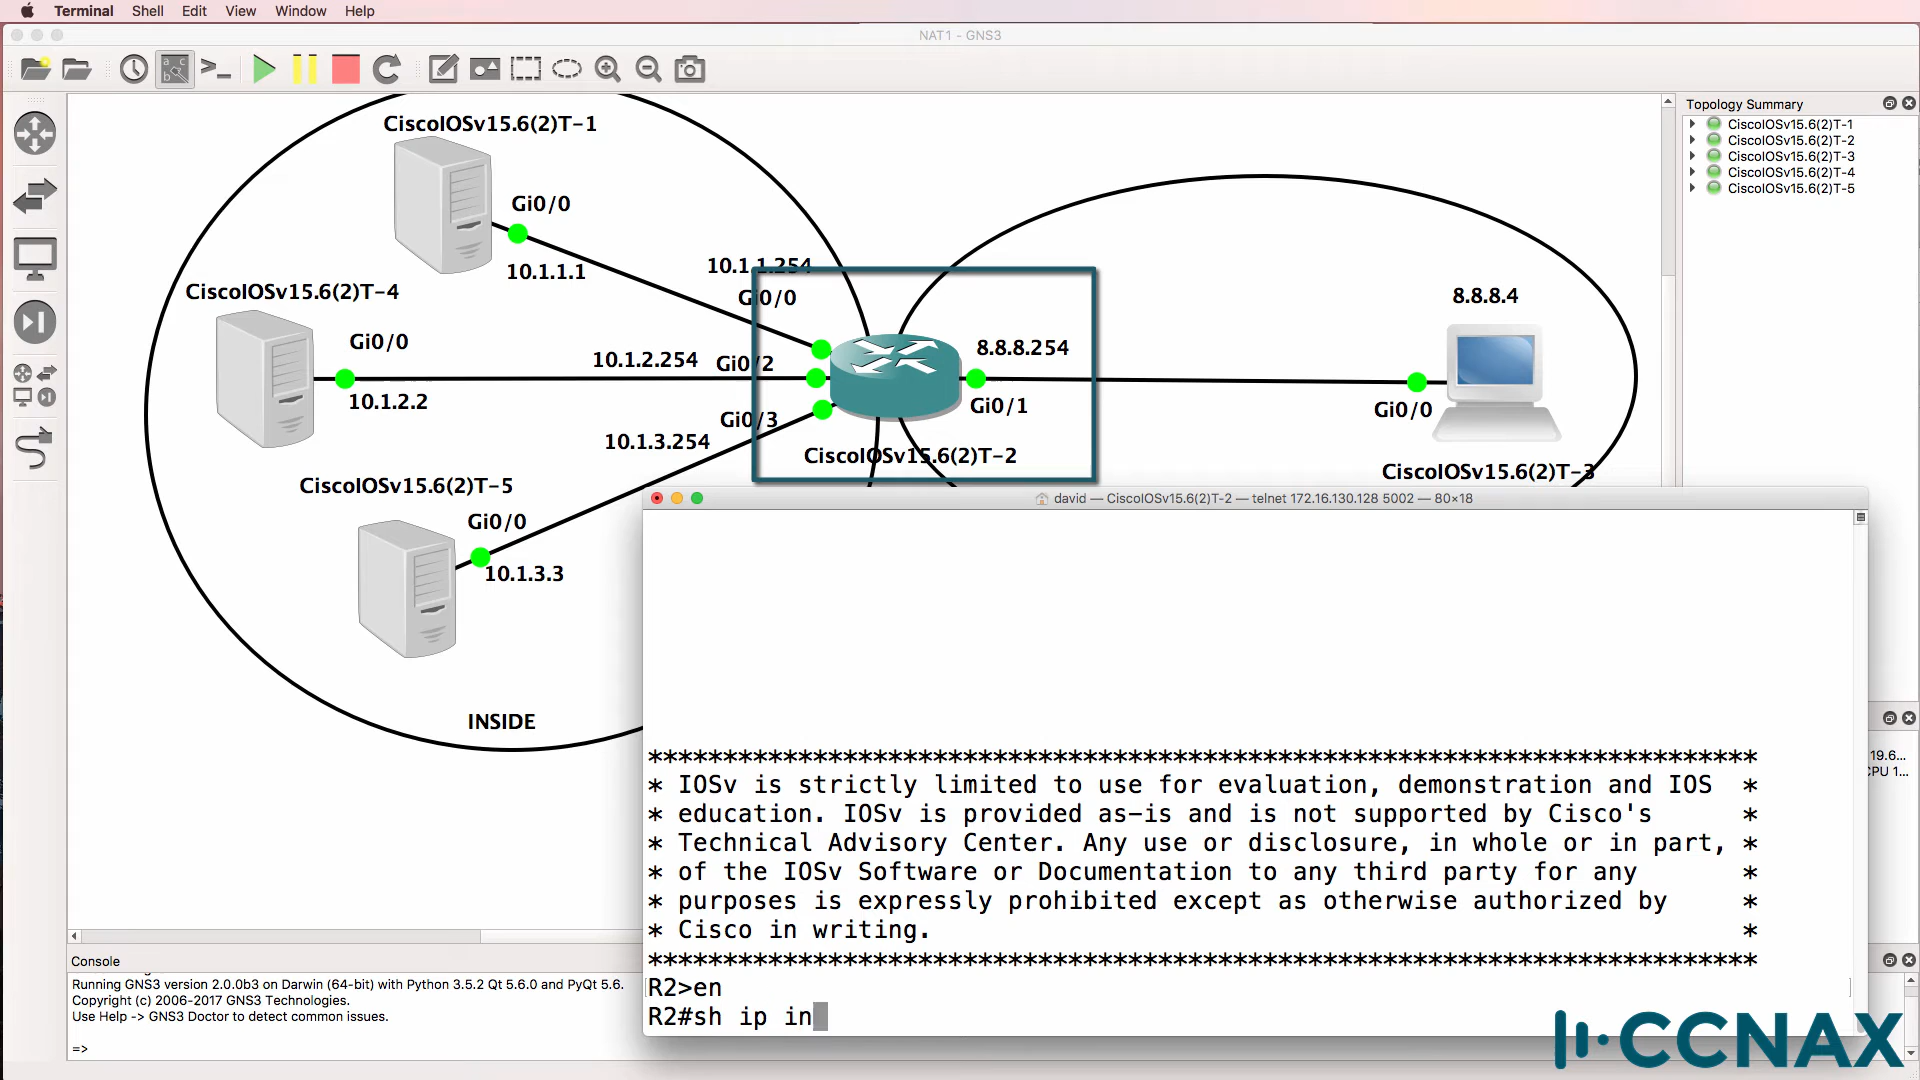 Terminal Shell Edit View Window Help
NAT1 - GNS3
CiscoIOSv15.6(2)T-1
Gi0/0
10.1.1.1
10.1.1.254
Gi0/0
CiscoIOSv15.6(2)T-4
Gi0/0
10.1.2.2
10.1.2.254
Gi0/2
8.8.8.254
Gi0/1
8.8.8.4
Gi0/0
Gi0/3
10.1.3.254
CiscoIOSv15.6(2)T-2
CiscoIOSv15.6(2)T-3
CiscoIOSv15.6(2)T-5
Gi0/0
10.1.3.3
INSIDE
Topology Summary
CiscoIOSv15.6(2)T-1
CiscoIOSv15.6(2)T-2
CiscoIOSv15.6(2)T-3
CiscoIOSv15.6(2)T-4
CiscoIOSv15.6(2)T-5
david — CiscoIOSv15.6(2)T-2 — telnet 172.16.130.128 5002 — 80×18
**************************************************************************
* IOSv is strictly limited to use for evaluation, demonstration and IOS  *
* education. IOSv is provided as-is and is not supported by Cisco's      *
* Technical Advisory Center. Any use or disclosure, in whole or in part, *
* of the IOSv Software or Documentation to any third party for any       *
* purposes is expressly prohibited except as otherwise authorized by     *
* Cisco in writing.                                                      *
**************************************************************************
R2>en
R2#sh ip in
19.6...
CPU 1...
Console
Running GNS3 version 2.0.0b3 on Darwin (64-bit) with Python 3.5.2 Qt 5.6.0 and PyQt 5.6.
Copyright (c) 2006-2017 GNS3 Technologies.
Use Help -> GNS3 Doctor to detect common issues.
=>
CCNAX